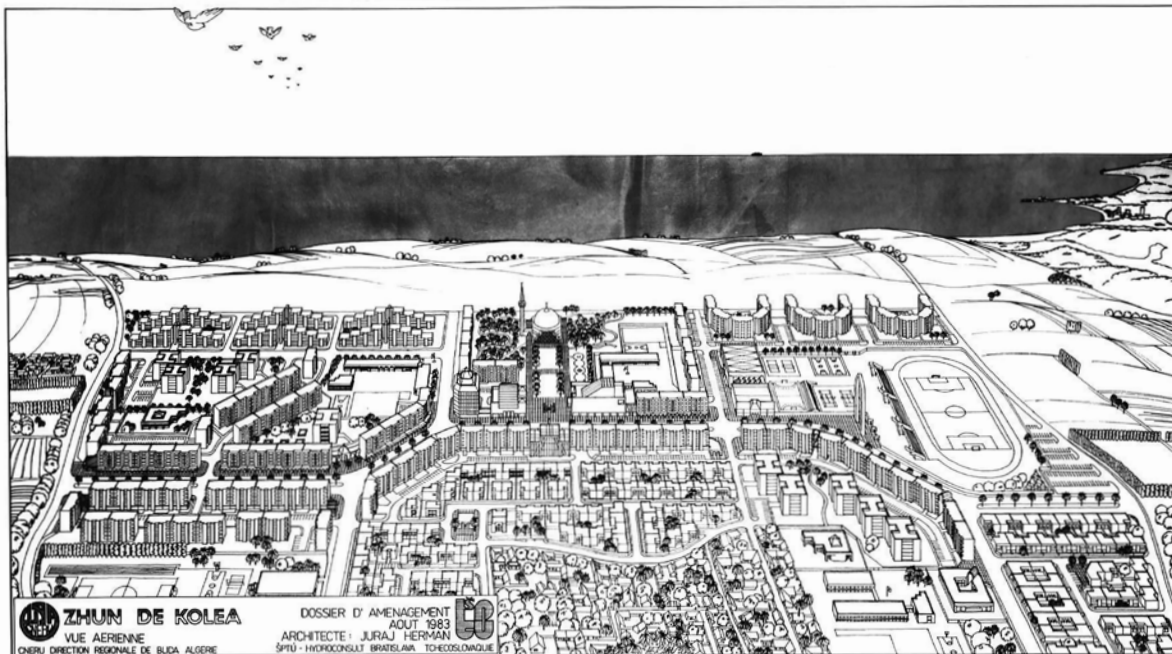 ZHUN DE KOLEA
VUE AERIENNE
CNERU DIRECTION REGIONALE DE BLIDA ALGERIE
DOSSIER D' AMENAGEMENT
AOUT 1983
ARCHITECTE: JURAJ HERMAN
ŠPTÚ - HYDROCONSULT BRATISLAVA TCHECOSLOVAQUIE